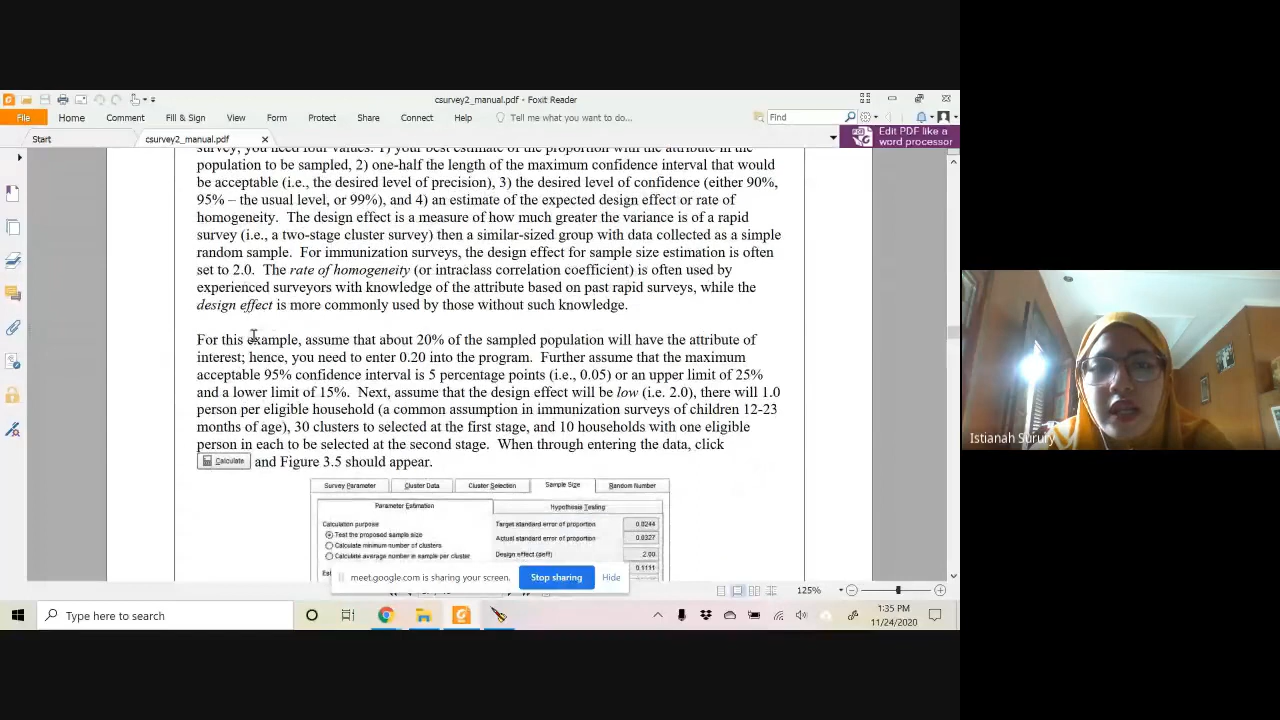 csurvey2_manual.pdf - Foxit Reader
File Home Comment Fill & Sign View Form Protect Share Connect Help Tell me what you want to do... Find
Start csurvey2_manual.pdf Edit PDF like a
word processor
survey, you need four values: 1) your best estimate of the proportion with the attribute in the
population to be sampled, 2) one-half the length of the maximum confidence interval that would
be acceptable (i.e., the desired level of precision), 3) the desired level of confidence (either 90%,
95% – the usual level, or 99%), and 4) an estimate of the expected design effect or rate of
homogeneity. The design effect is a measure of how much greater the variance is of a rapid
survey (i.e., a two-stage cluster survey) then a similar-sized group with data collected as a simple
random sample. For immunization surveys, the design effect for sample size estimation is often
set to 2.0. The rate of homogeneity (or intraclass correlation coefficient) is often used by
experienced surveyors with knowledge of the attribute based on past rapid surveys, while the
design effect is more commonly used by those without such knowledge.
For this example, assume that about 20% of the sampled population will have the attribute of
interest; hence, you need to enter 0.20 into the program. Further assume that the maximum
acceptable 95% confidence interval is 5 percentage points (i.e., 0.05) or an upper limit of 25%
and a lower limit of 15%. Next, assume that the design effect will be low (i.e. 2.0), there will 1.0
person per eligible household (a common assumption in immunization surveys of children 12-23
months of age), 30 clusters to selected at the first stage, and 10 households with one eligible
person in each to be selected at the second stage. When through entering the data, click
Calculate and Figure 3.5 should appear.
Survey Parameter Cluster Data Cluster Selection Sample Size Random Number
Parameter Estimation Hypothesis Testing
Calculation purpose Target standard error of proportion 0.0244
Test the proposed sample size Actual standard error of proportion 0.0327
Calculate minimum number of clusters
Calculate average number in sample per cluster Design effect (deff) 2.00
0.1111
meet.google.com is sharing your screen. Stop sharing Hide
125%
Type here to search
1:35 PM
11/24/2020
Istianah Surury